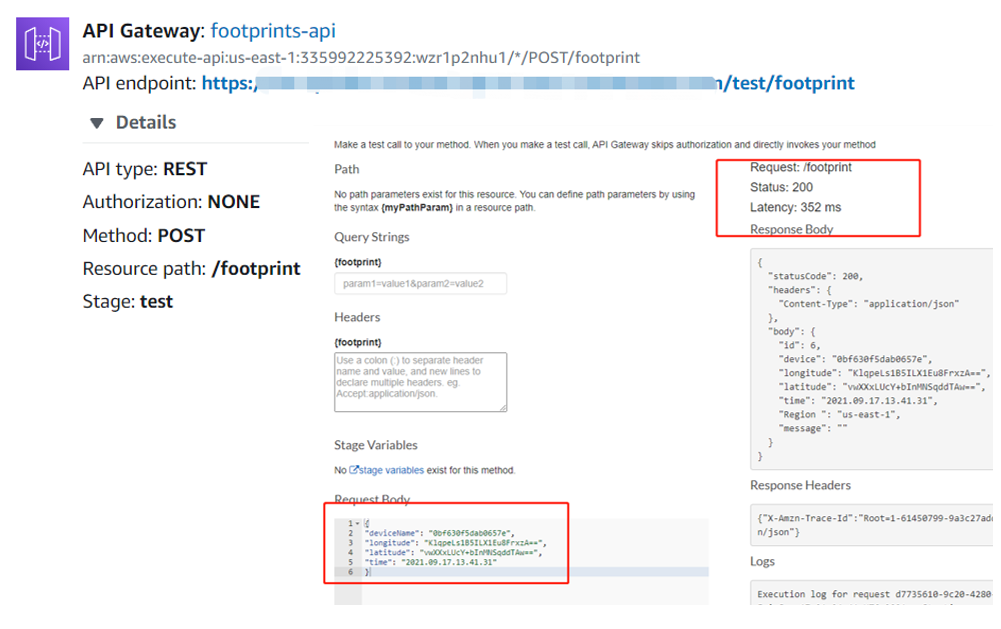 API Gateway: footprints-api
arn:aws:execute-api:us-east-1:335992225392:wzr1p2nhu1/*/POST/footprint
API endpoint: https:/ /test/footprint
▼ Details
API type: REST
Authorization: NONE
Method: POST
Resource path: /footprint
Stage: test
Make a test call to your method. When you make a test call, API Gateway skips authorization and directly invokes your method
Path
No path parameters exist for this resource. You can define path parameters by using
the syntax {myPathParam} in a resource path.
Query Strings
{footprint}
param1=value1&param2=value2
Headers
{footprint}
Use a colon (:) to separate header
name and value, and new lines to
declare multiple headers. eg.
Accept:application/json.
Stage Variables
No stage variables exist for this method.
Request Body
1 {
2 "deviceName": "0bf630f5dab0657e",
3 "longitude": "KlqpeLs1B5ILX1Eu8FrxzA==",
4 "latitude": "vwXXxLUcY+bInMNSqddTAw==",
5 "time": "2021.09.17.13.41.31"
6 }
Request: /footprint
Status: 200
Latency: 352 ms
Response Body
{
"statusCode": 200,
"headers": {
"Content-Type": "application/json"
},
"body": {
"id": 6,
"device": "0bf630f5dab0657e",
"longitude": "KlqpeLs1B5ILX1Eu8FrxzA==",
"latitude": "vwXXxLUcY+bInMNSqddTAw==",
"time": "2021.09.17.13.41.31",
"Region ": "us-east-1",
"message": ""
}
}
Response Headers
{"X-Amzn-Trace-Id":"Root=1-61450799-9a3c27ad
n/json"}
Logs
Execution log for request d7735610-9c20-4280-